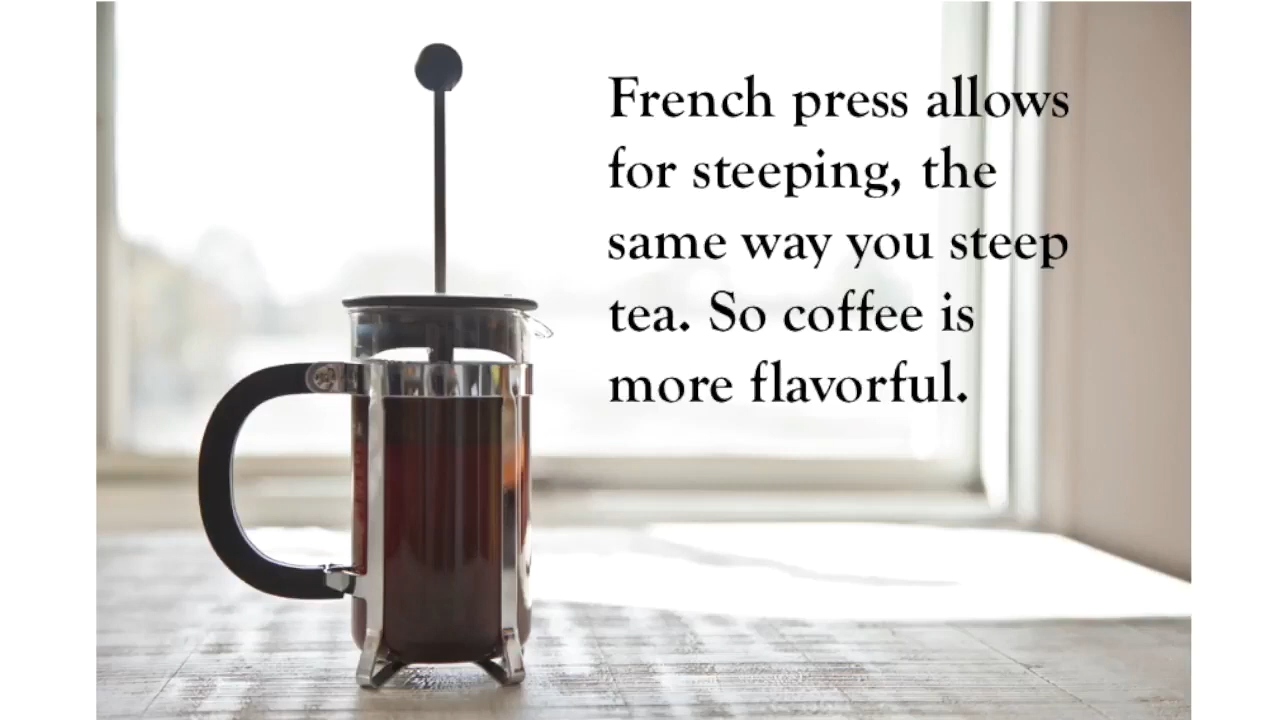 French press allows
for steeping, the
same way you steep
tea. So coffee is
more flavorful.